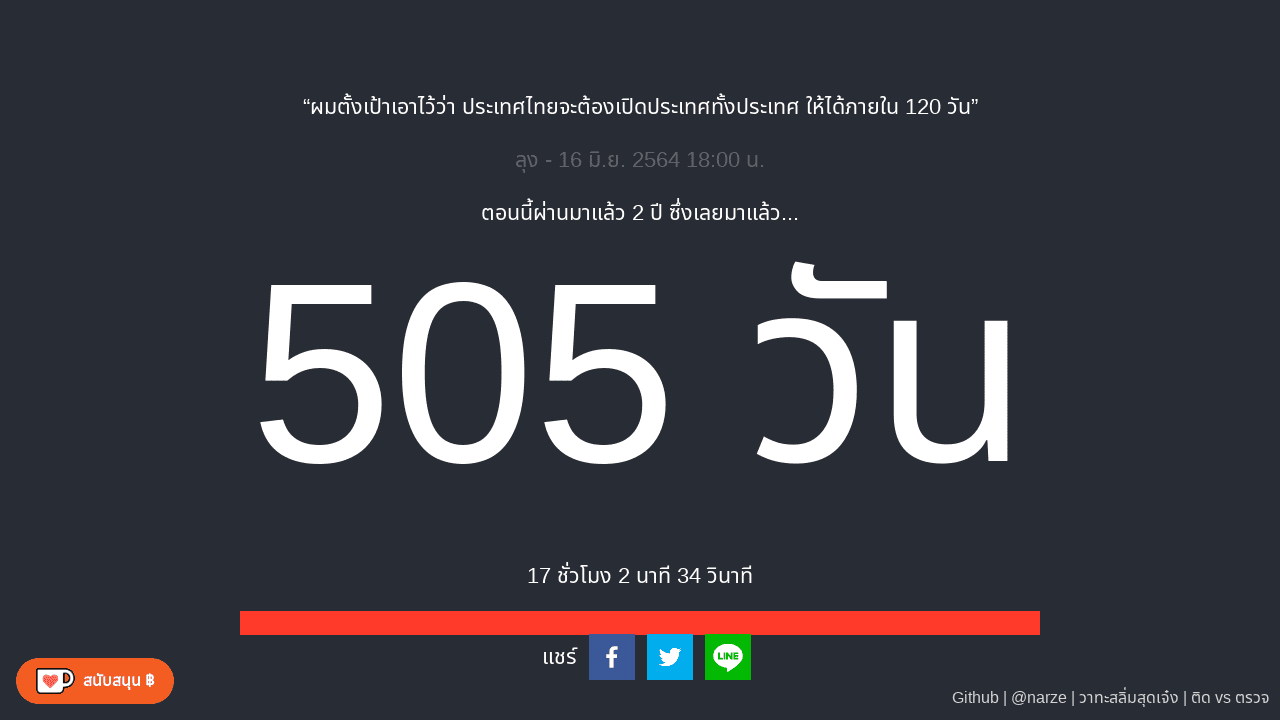 “ผมตั้งเป้าเอาไว้ว่า ประเทศไทยจะต้องเปิดประเทศทั้งประเทศ ให้ได้ภายใน 120 วัน”
ลุง - 16 มิ.ย. 2564 18:00 น.
ตอนนี้ผ่านมาแล้ว 2 ปี ซึ่งเลยมาแล้ว...
505 วัน
17 ชั่วโมง 2 นาที 34 วินาที
แชร์
LINE
สนับสนุน ฿
Github | @narze | วาทะสลิ่มสุดเจ๋ง | ติด vs ตรวจ